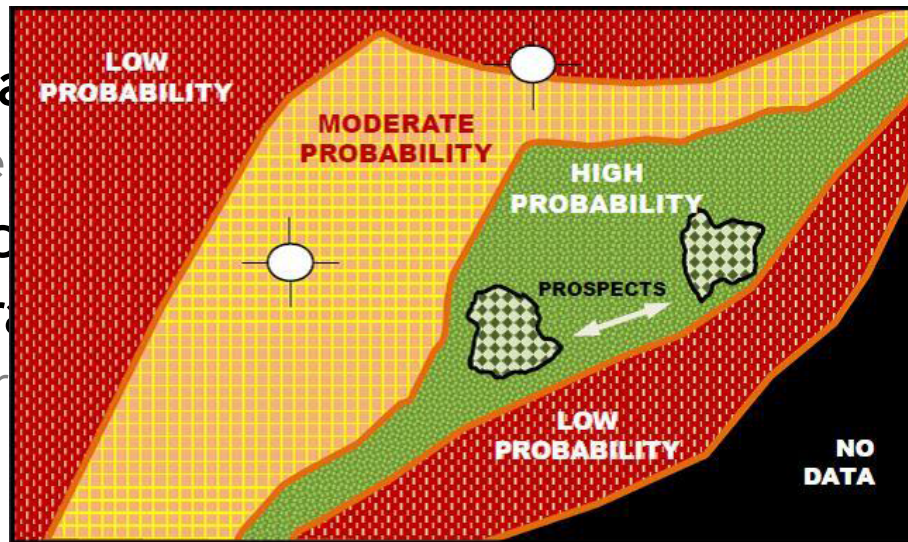 LOW
PROBABILITY
MODERATE
PROBABILITY
HIGH
PROBABILITY
PROSPECTS
LOW
PROBABILITY
NO
DATA